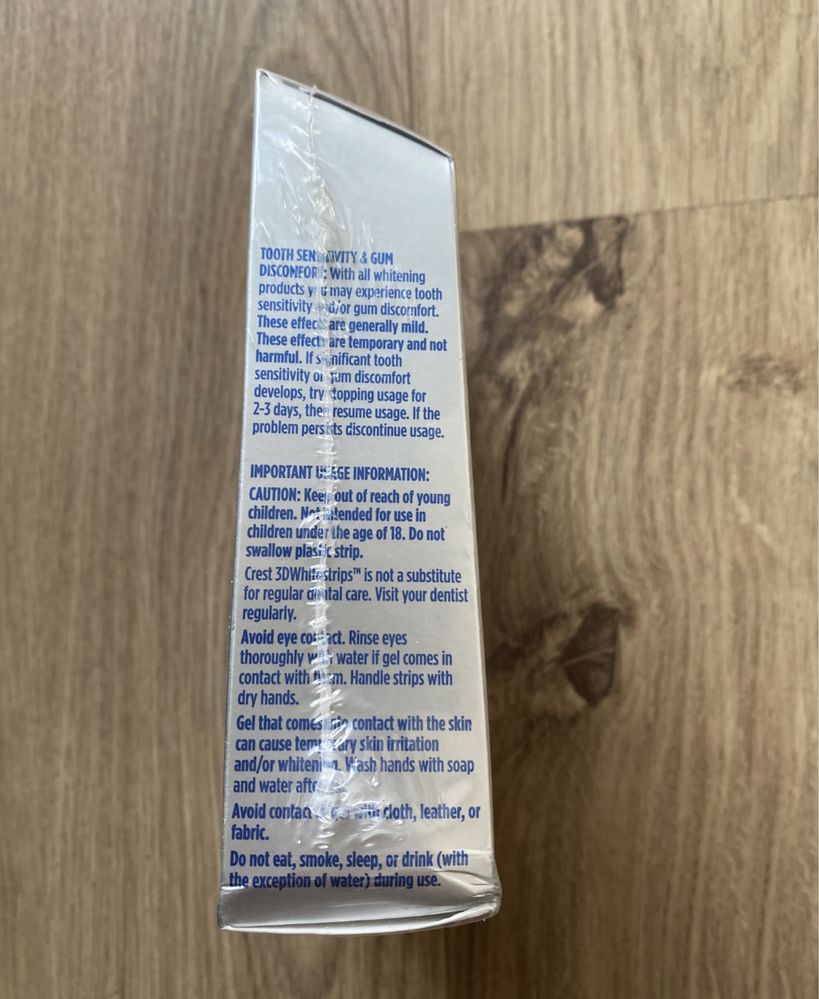 TOOTH SENSITIVITY & GUM
DISCOMFORT: With all whitening
products you may experience tooth
sensitivity and/or gum discomfort.
These effects are generally mild.
These effects are temporary and not
harmful. If significant tooth
sensitivity or gum discomfort
develops, try stopping usage for
2-3 days, then resume usage. If the
problem persists discontinue usage.
IMPORTANT USAGE INFORMATION:
CAUTION: Keep out of reach of young
children. Not intended for use in
children under the age of 18. Do not
swallow plastic strip.
Crest 3DWhitestrips™ is not a substitute
for regular dental care. Visit your dentist
regularly.
Avoid eye contact. Rinse eyes
thoroughly with water if gel comes in
contact with them. Handle strips with
dry hands.
Gel that comes into contact with the skin
can cause temporary skin irritation
and/or whitening. Wash hands with soap
and water after
Avoid contact of gel with cloth, leather, or
fabric.
Do not eat, smoke, sleep, or drink (with
the exception of water) during use.